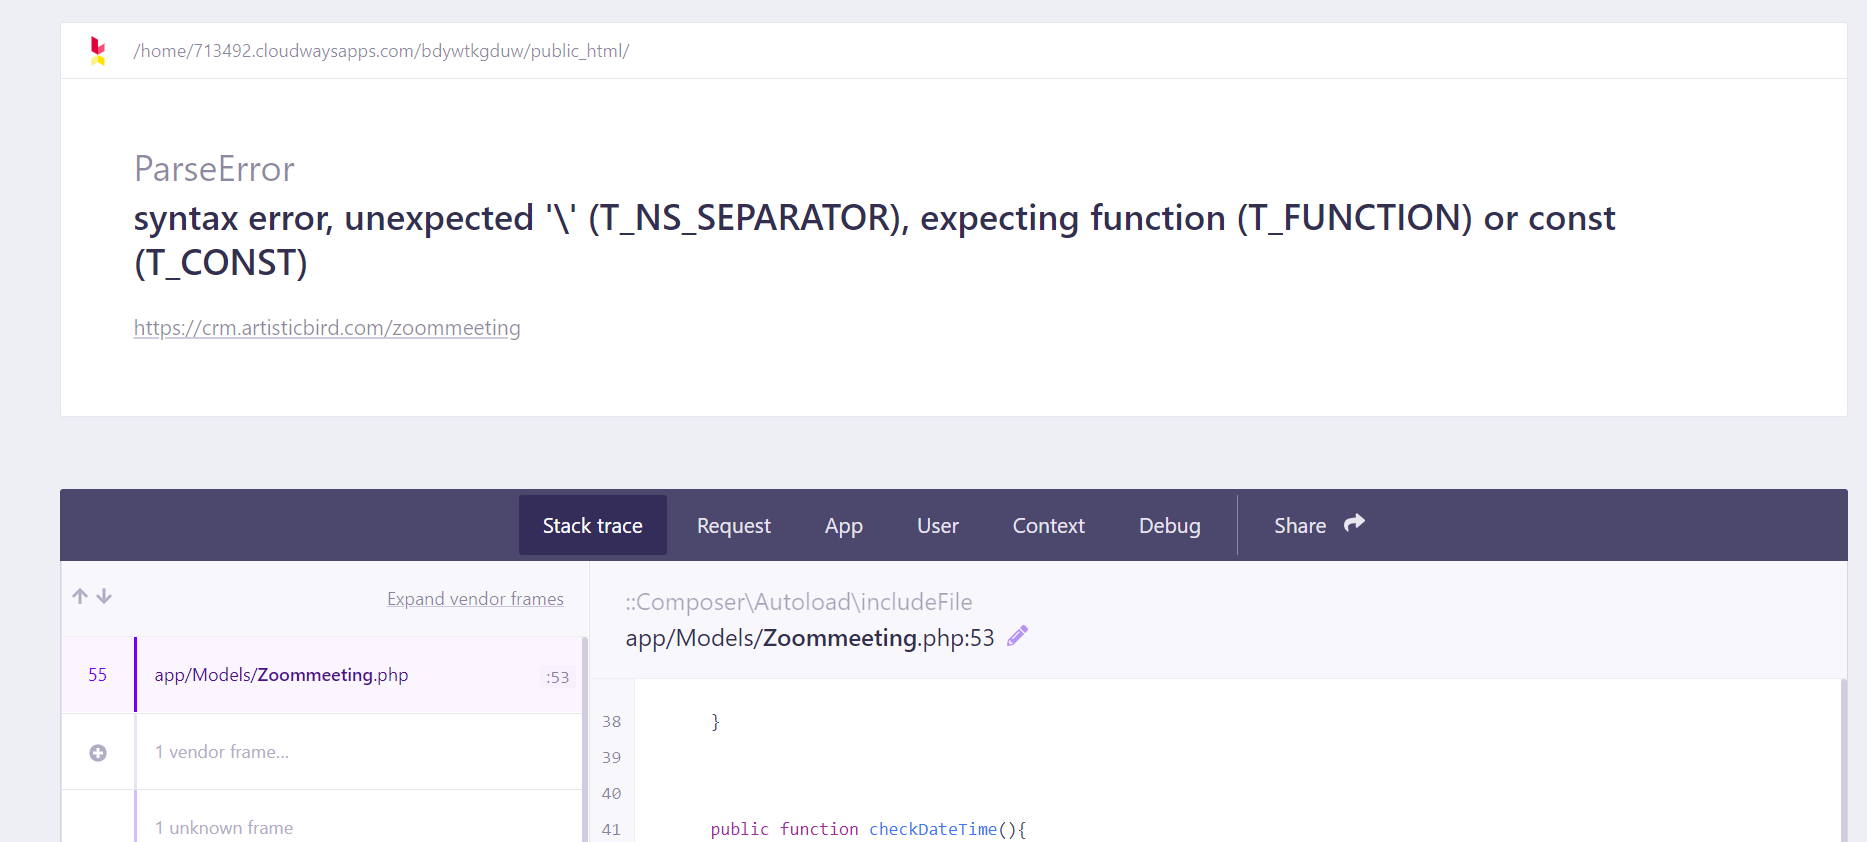 /home/713492.cloudwaysapps.com/bdywtkgduw/public_html/
ParseError
syntax error, unexpected '\' (T_NS_SEPARATOR), expecting function (T_FUNCTION) or const
(T_CONST)
https://crm.artisticbird.com/zoommeeting
Stack trace Request App User Context Debug Share
Expand vendor frames
55 app/Models/Zoommeeting.php :53
1 vendor frame…
1 unknown frame
::Composer\Autoload\includeFile
app/Models/Zoommeeting.php:53
38 }
39
40
41 public function checkDateTime(){